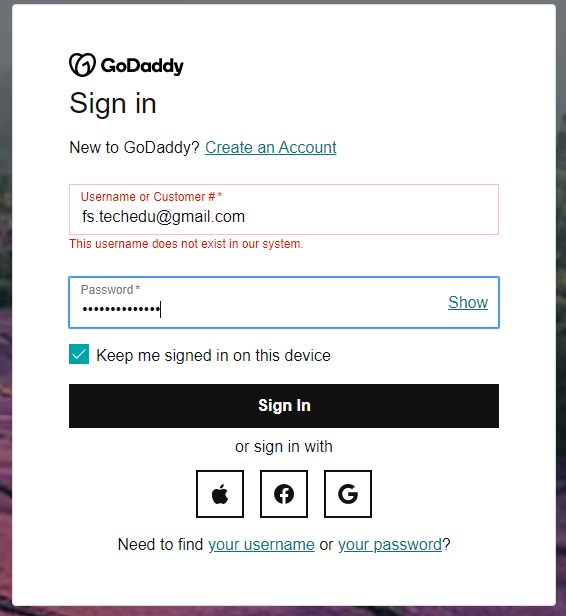 GoDaddy
Sign in
New to GoDaddy? Create an Account
Username or Customer # *
fs.techedu@gmail.com
This username does not exist in our system.
Password *
••••••••••••••
Show
Keep me signed in on this device
Sign In
or sign in with
Need to find your username or your password?